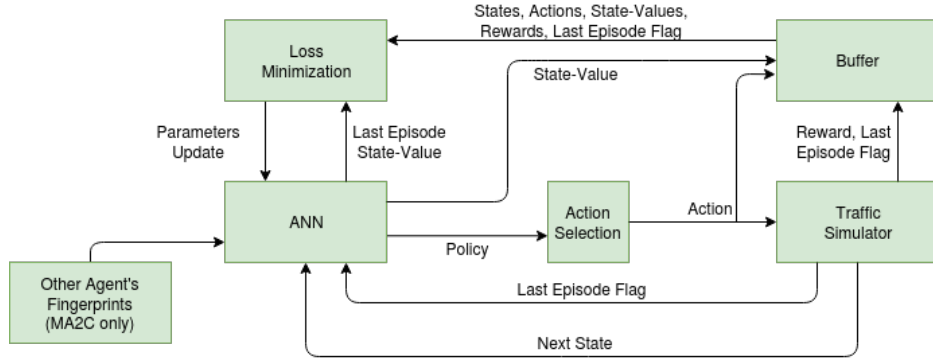 States, Actions, State-Values,
Rewards, Last Episode Flag
Loss
Minimization
Buffer
State-Value
Parameters
Update
Last Episode
State-Value
Reward, Last
Episode Flag
ANN
Action
Selection
Action
Traffic
Simulator
Policy
Other Agent's
Fingerprints
(MA2C only)
Last Episode Flag
Next State